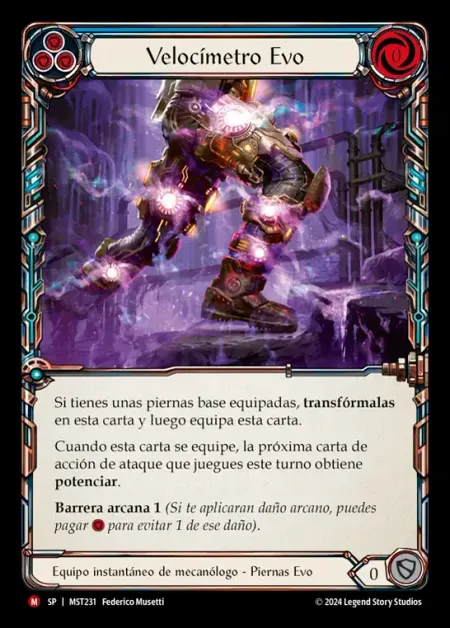 Velocímetro Evo
0
Si tienes unas piernas base equipadas, transfórmalas
en esta carta y luego equipa esta carta.
Cuando esta carta se equipe, la próxima carta de
acción de ataque que juegues este turno obtiene
potenciar.
Barrera arcana 1 (Si te aplicaran daño arcano, puedes
pagar para evitar 1 de ese daño).
Equipo instantáneo de mecanólogo - Piernas Evo
0
M SP | MST231 Federico Musetti
© 2024 Legend Story Studios